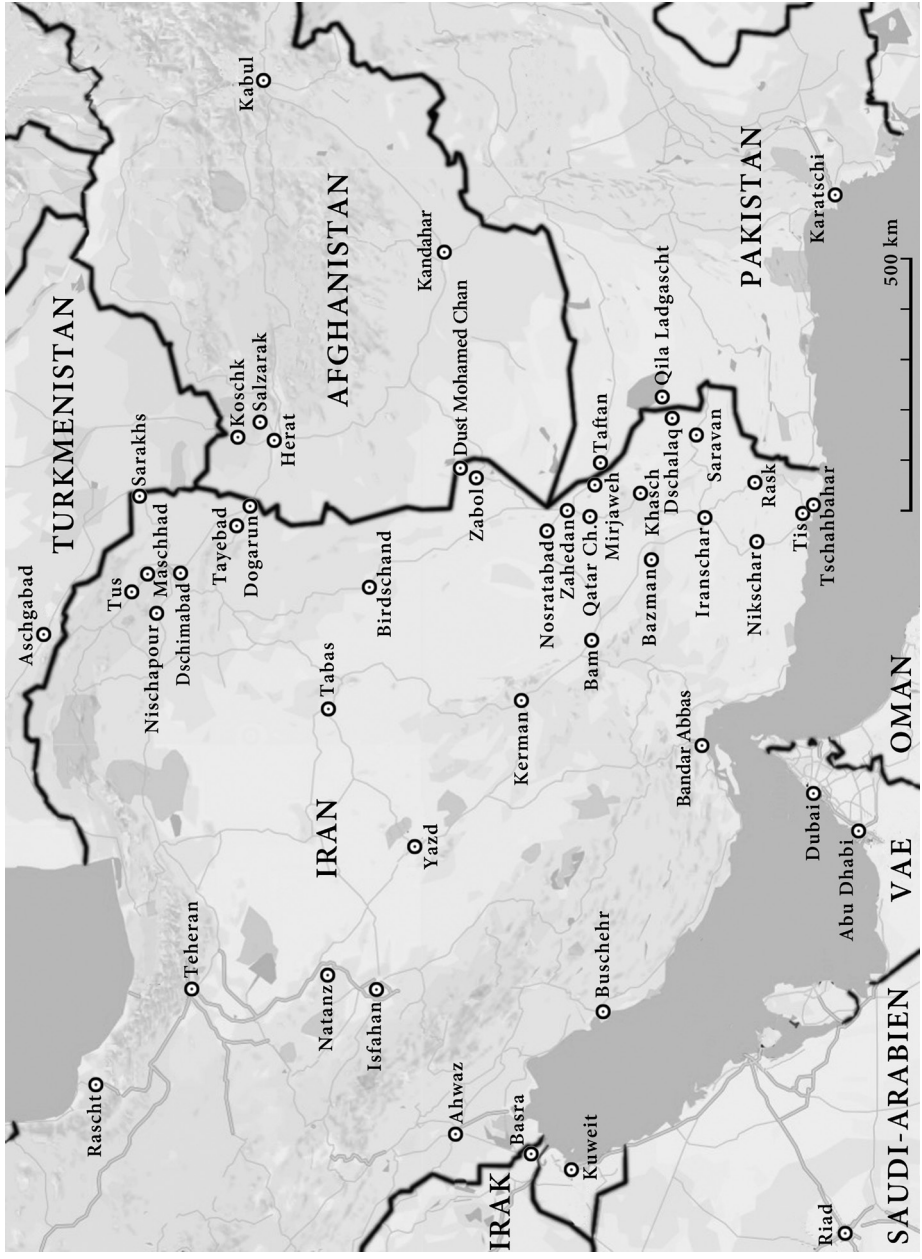 Aschgabad
TURKMENISTAN
Sarakhs
Tus
Maschhad
Nischapour
Dschimabad
Tayebad
Dogarun
Koschk
Salzarak
Herat
Kabul
AFGHANISTAN
Kandahar
Dust Mohamed Chan
Rascht
Teheran
IRAN
Tabas
Birdschand
Natanz
Isfahan
Yazd
Zabol
Ahwaz
Kerman
Nosratabad
Zahedan
Qatar Ch.
Mirjaweh
Taftan
Qila Ladgascht
PAKISTAN
Karatschi
IRAK
Basra
Kuweit
Buschehr
Bam
Bazman
Khasch
Dschalaq
Saravan
Iranschar
Bandar Abbas
Nikschar
Rask
Tis
Tschahbahar
Dubai
Abu Dhabi
Riad
SAUDI-ARABIEN
VAE
OMAN
500 km